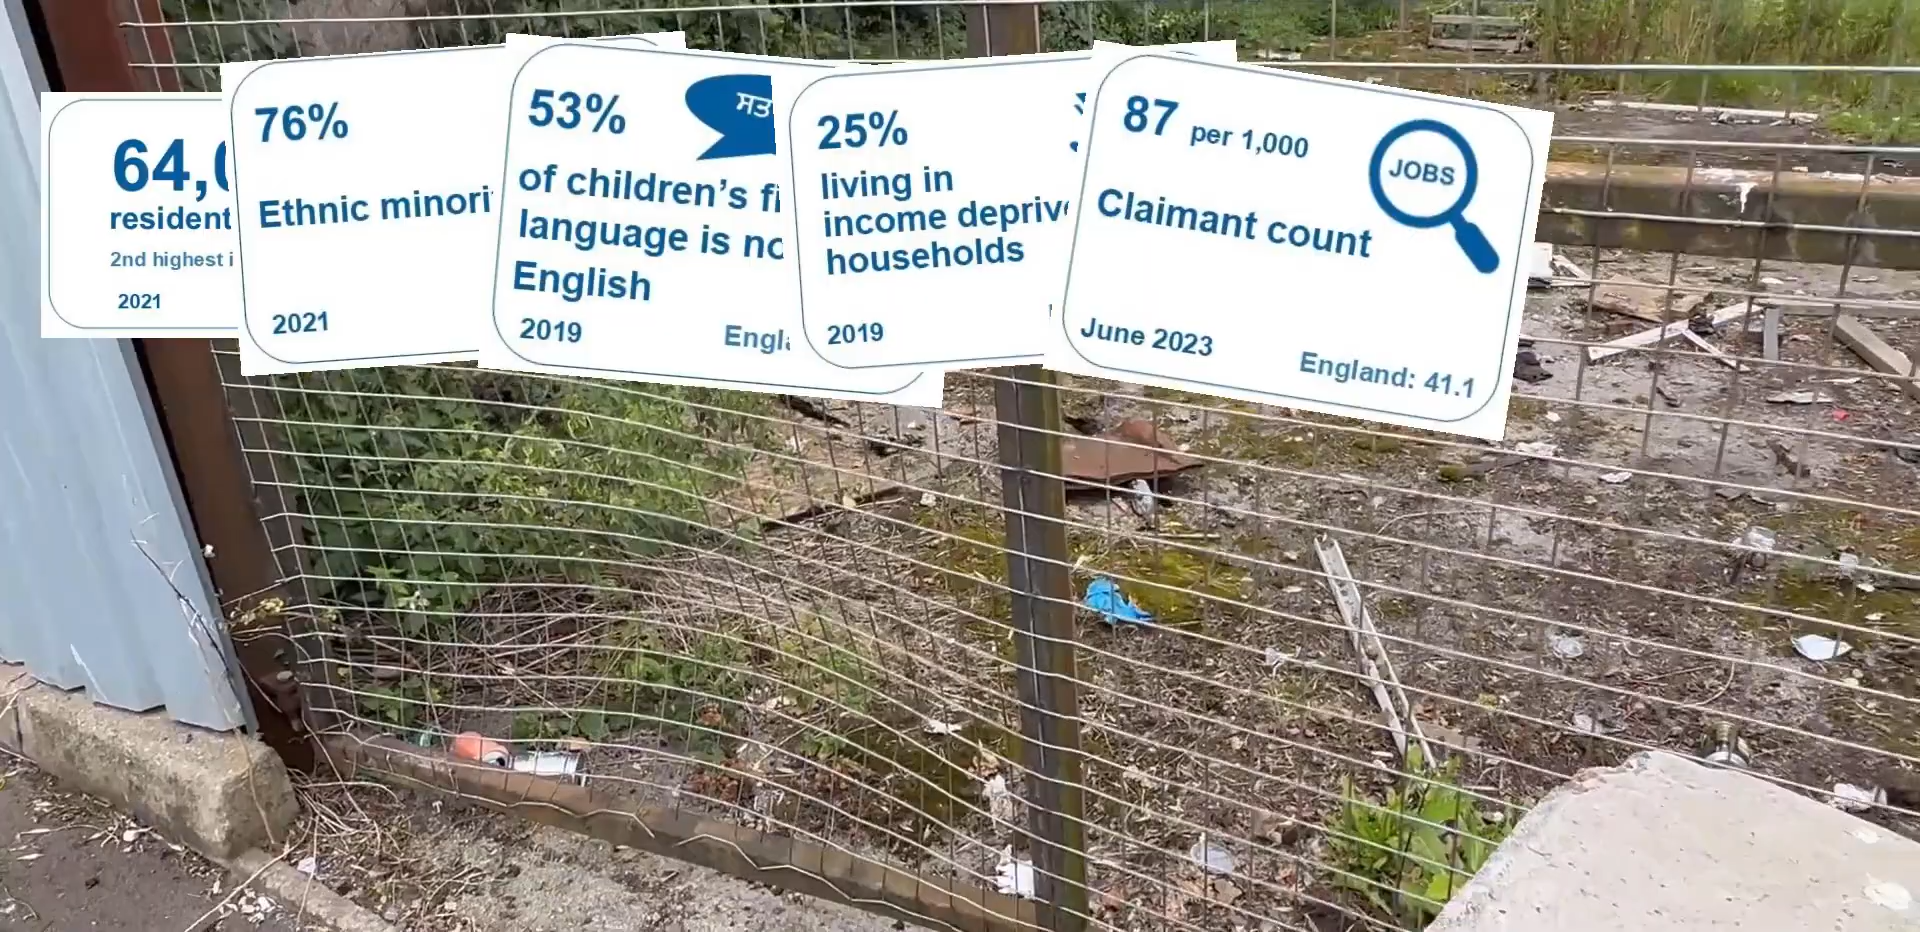 64,0
resident
2nd highest i
2021
76%
Ethnic minori
2021
53%
ਸਤ
of children’s fi
language is no
English
2019
Engl
25%
living in
income depriv
households
2019
87 per 1,000
JOBS
Claimant count
June 2023
England: 41.1